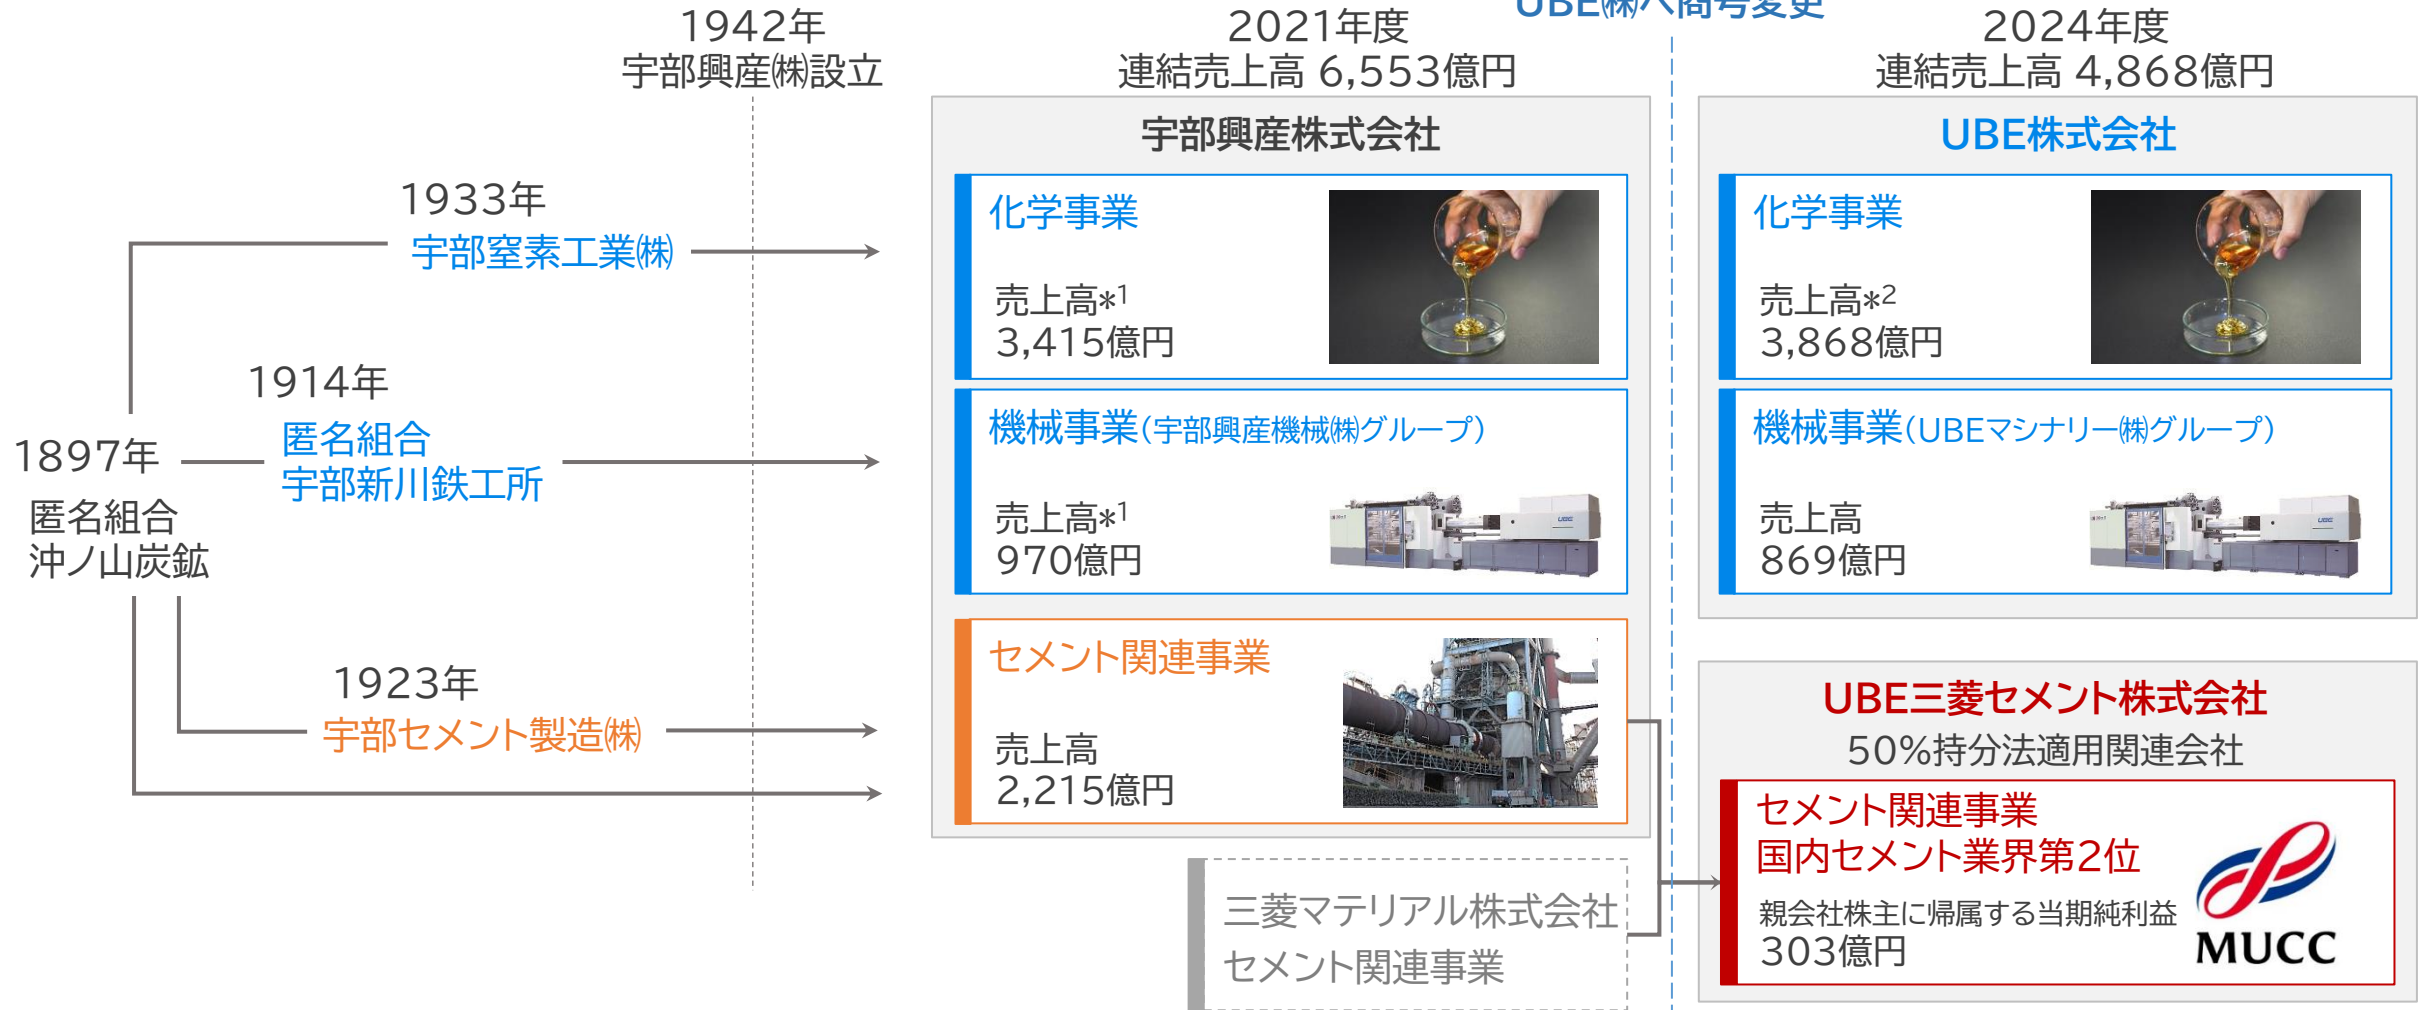 UBE㈱へ商号変更
1942年
宇部興産㈱設立
2021年度
連結売上高 6,553億円
2024年度
連結売上高 4,868億円
1933年
宇部窒素工業㈱
1914年
匿名組合
宇部新川鉄工所
1897年
匿名組合
沖ノ山炭鉱
1923年
宇部セメント製造㈱
宇部興産株式会社
化学事業
売上高*1
3,415億円
機械事業(宇部興産機械㈱グループ)
売上高*1
970億円
セメント関連事業
売上高
2,215億円
三菱マテリアル株式会社
セメント関連事業
UBE株式会社
化学事業
売上高*2
3,868億円
機械事業(UBEマシナリー㈱グループ)
売上高
869億円
UBE三菱セメント株式会社
50%持分法適用関連会社
セメント関連事業
国内セメント業界第2位
親会社株主に帰属する当期純利益
303億円
MUCC